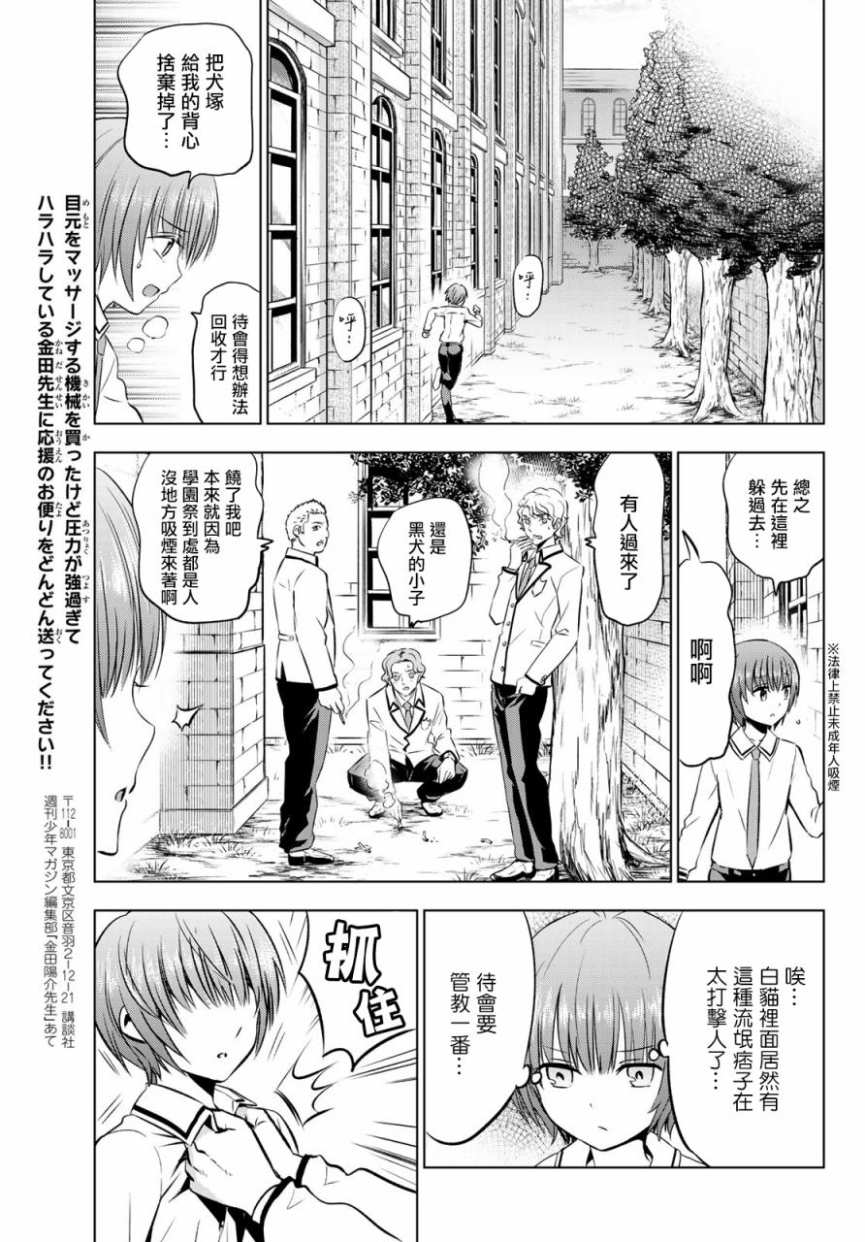 呼…
呼…
把犬塚
給我的背心
捨棄掉了…
待會得想辦法
回收才行
總之
先在這裡
躲過去…
啊啊
※法律上禁止未成年人吸煙
有人過來了
還是
黑犬的小子
饒了我吧
本來就因為
學園祭到處都是人
沒地方吸煙來著啊
唉…
白貓裡面居然有
這種流氓痞子在
太打擊人了…
待會要
管教一番…
抓住
目元をマッサージする機械を買ったけど圧力が強過ぎて
ハラハラしている金田先生に応援のお便りをどんどん送ってください!!
〒112-8001 東京都文京区音羽2-12-21 講談社
週刊少年マガジン編集部「金田陽介先生」あて